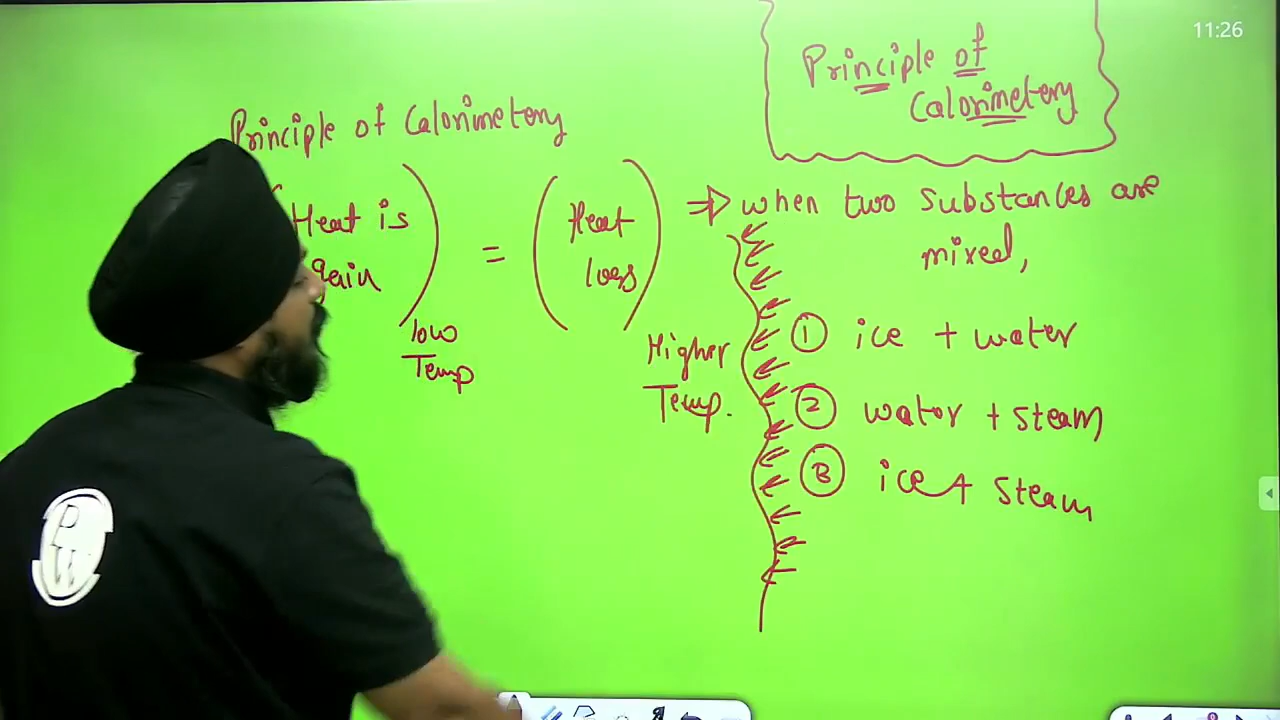 11:26
Principle of
Calorimetery
Principle of Calorimetery
Heat is
gain
low
Temp
=
Heat
loss
Higher
Temp.
⇒ when two substances are
mixed,
① ice + water
② water + steam
③ ice + steam
PW